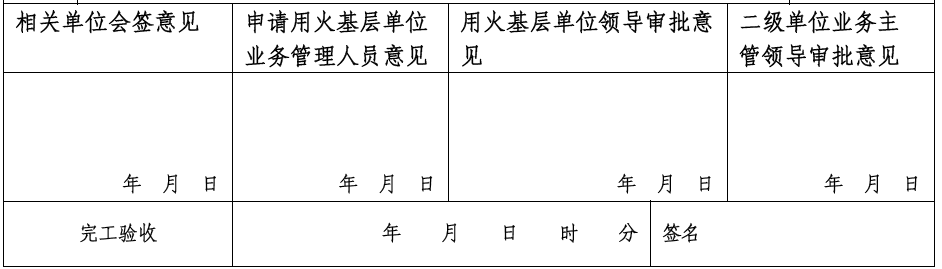 相关单位会签意见
申请用火基层单位
业务管理人员意见
用火基层单位领导审批意
见
二级单位业务主
管领导审批意见
年 月 日
年 月 日
年 月 日
年 月 日
完工验收
年 月 日 时 分
签名